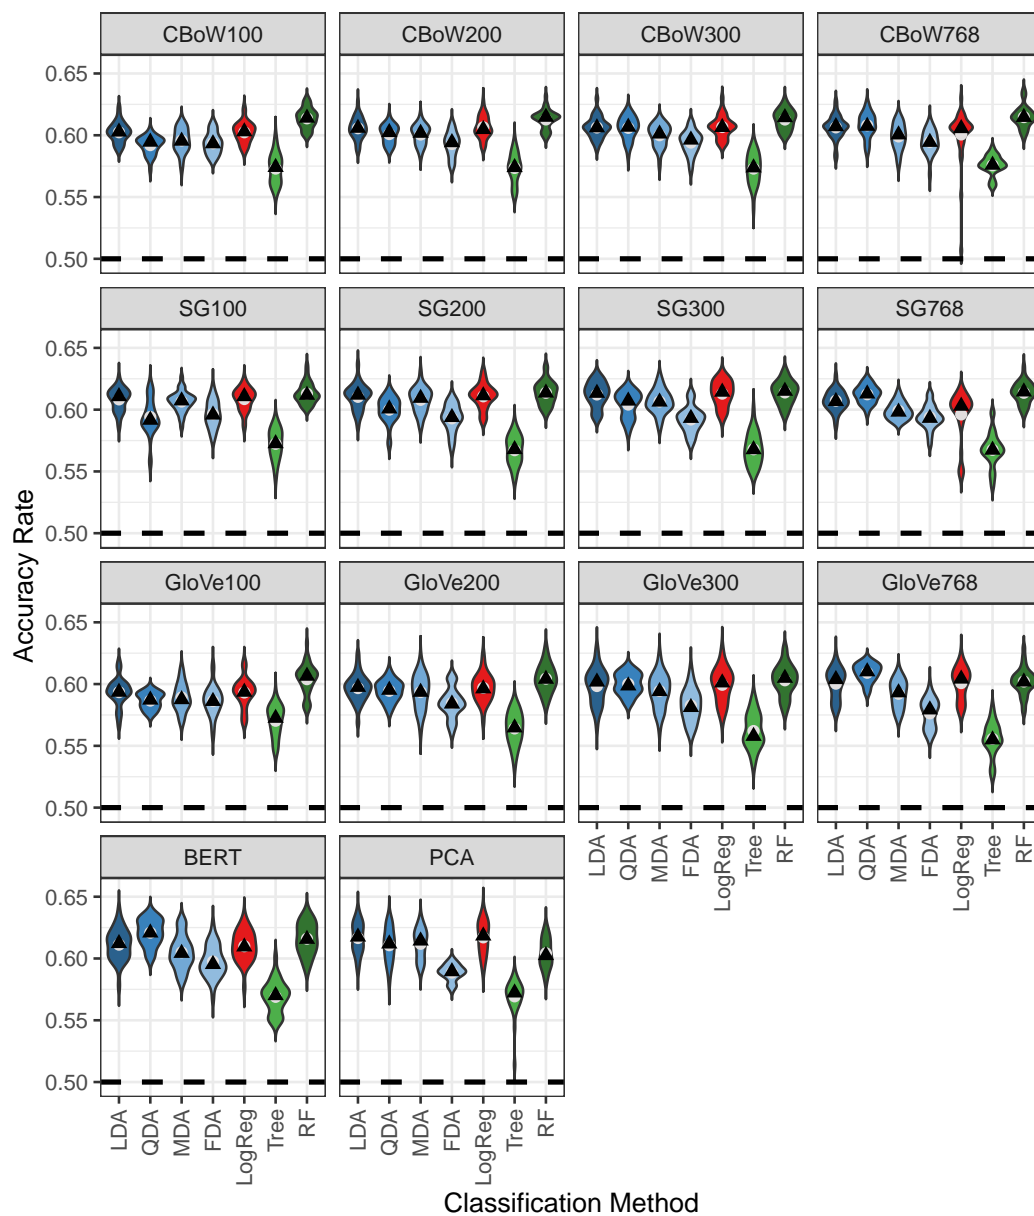 CBoW100 CBoW200 CBoW300 CBoW768
0.65
0.60
0.55
0.50
SG100 SG200 SG300 SG768
0.65
0.60
0.55
0.50
Accuracy Rate
GloVe100 GloVe200 GloVe300 GloVe768
0.65
0.60
0.55
0.50
LDA QDA MDA FDA LogReg Tree RF LDA QDA MDA FDA LogReg Tree RF
BERT PCA
0.65
0.60
0.55
0.50
LDA QDA MDA FDA LogReg Tree RF LDA QDA MDA FDA LogReg Tree RF
Classification Method